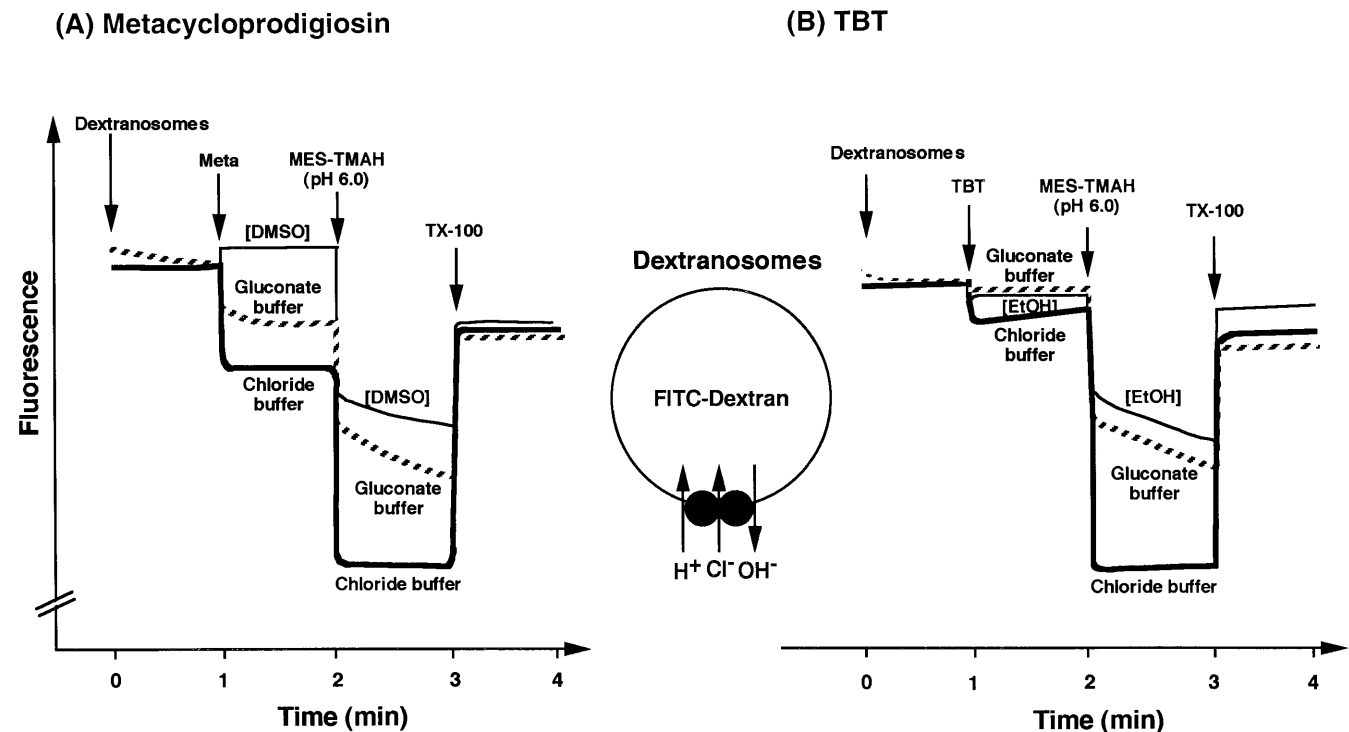 (A) Metacycloprodigiosin
Dextranosomes
Meta
MES-TMAH
(pH 6.0)
[DMSO]
TX-100
Gluconate
buffer
Chloride
buffer
[DMSO]
Gluconate
buffer
Chloride buffer
Fluorescence
0 1 2 3 4
Time (min)
Dextranosomes
FITC-Dextran
H+ Cl- OH-
(B) TBT
Dextranosomes
TBT
MES-TMAH
(pH 6.0)
TX-100
Gluconate
buffer
[EtOH]
Chloride
buffer
[EtOH]
Gluconate
buffer
Chloride buffer
0 1 2 3 4
Time (min)